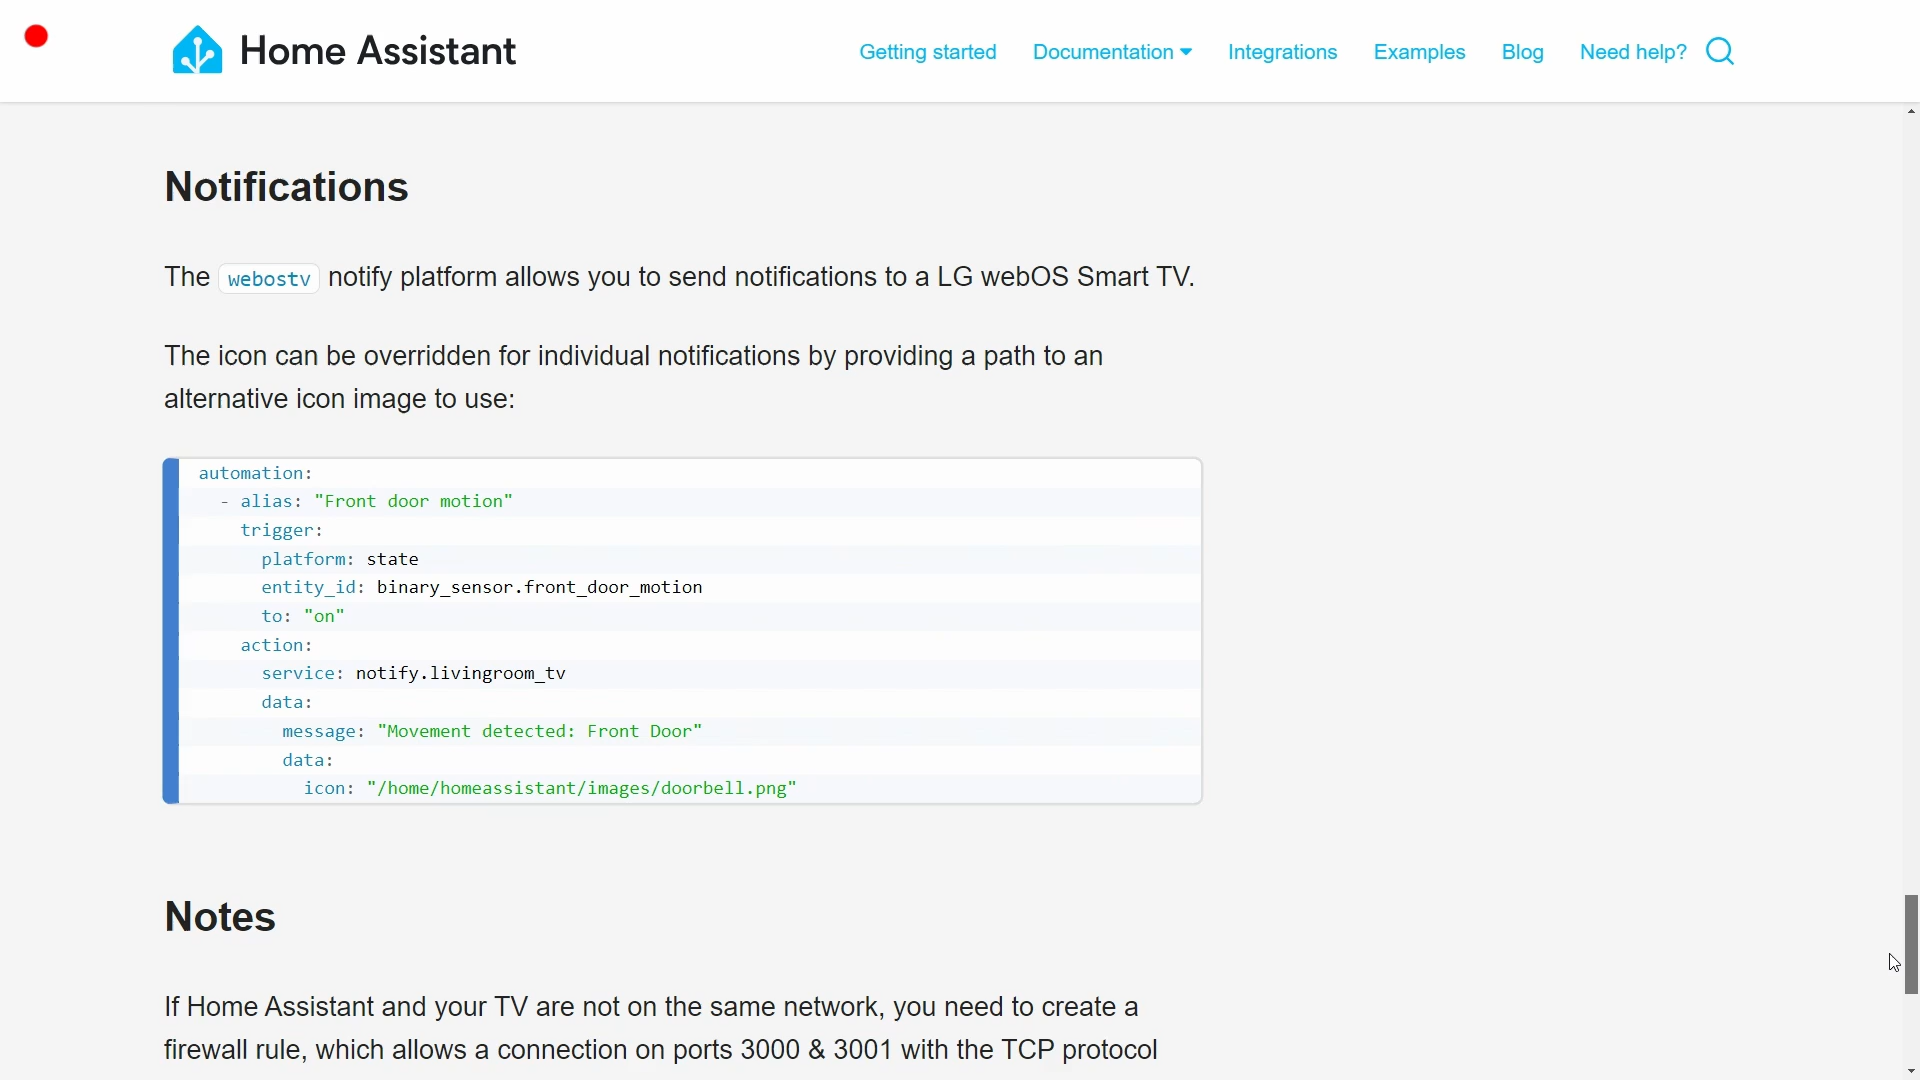 Home Assistant
Getting started Documentation Integrations Examples Blog Need help?
Notifications
The webostv notify platform allows you to send notifications to a LG webOS Smart TV.
The icon can be overridden for individual notifications by providing a path to an
alternative icon image to use:
automation:
  - alias: "Front door motion"
    trigger:
      platform: state
      entity_id: binary_sensor.front_door_motion
      to: "on"
    action:
      service: notify.livingroom_tv
      data:
        message: "Movement detected: Front Door"
        data:
          icon: "/home/homeassistant/images/doorbell.png"
Notes
If Home Assistant and your TV are not on the same network, you need to create a
firewall rule, which allows a connection on ports 3000 & 3001 with the TCP protocol